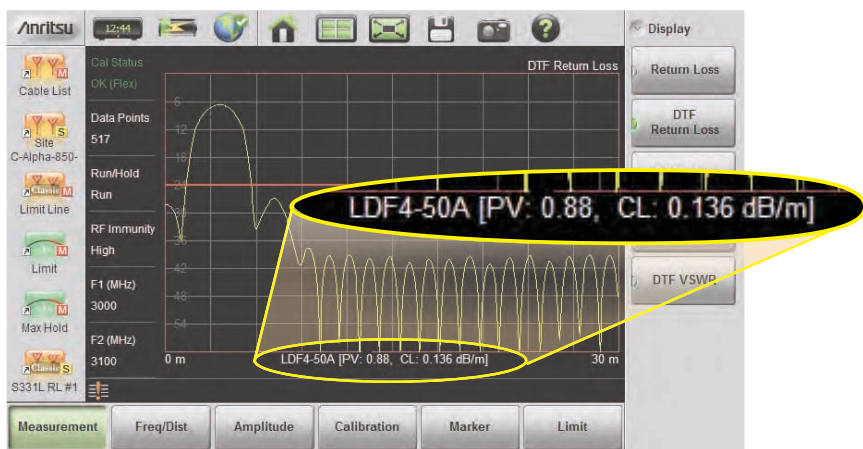 Anritsu
12:44
?
Display
Cable List
Site
C-Alpha-850-
Limit Line
Limit
Max Hold
S331L RL #1
M
S
Classic M
M
M
Classic S
Cal Status
OK (Flex)
Data Points
517
Run/Hold
Run
RF Immunity
High
F1 (MHz)
3000
F2 (MHz)
3100
DTF Return Loss
-6
-12
-18
-36
-42
-48
-54
0 m
LDF4-50A [PV: 0.88, CL: 0.136 dB/m]
30 m
LDF4-50A [PV: 0.88, CL: 0.136 dB/m]
Return Loss
DTF
Return Loss
DTF VSWR
Measurement
Freq/Dist
Amplitude
Calibration
Marker
Limit